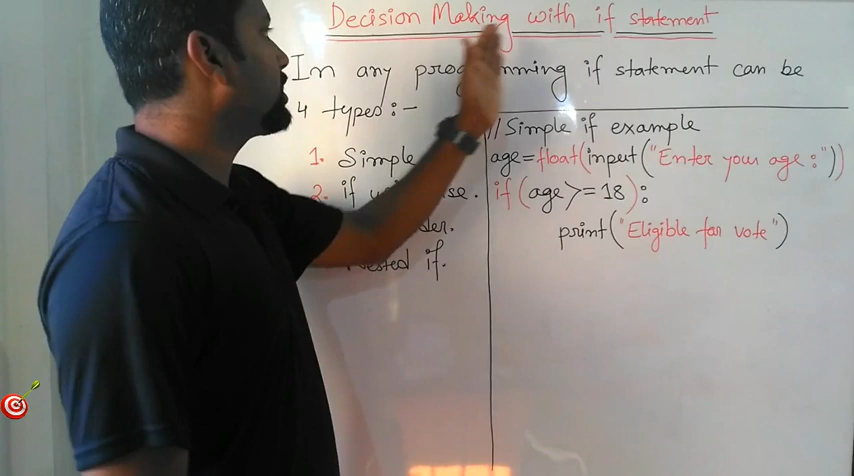 Decision Making with if statement
In any programming if statement can be
4 types:-
1. Simple
2. if
Nested if.
// Simple if example
age=float(input("Enter your age:"))
if(age>=18):
print("Eligible for vote")